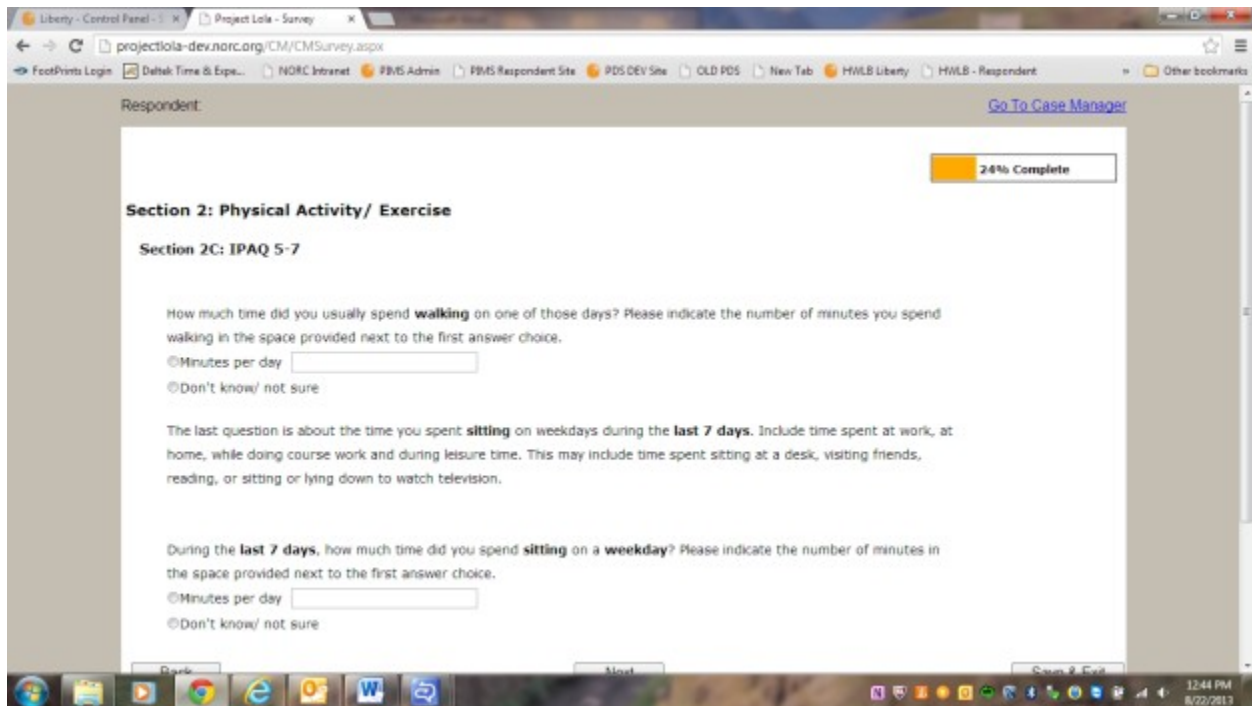 Liberty - Control Panel - S
Project Lola - Survey
projectlola-dev.norc.org/CM/CMSurvey.aspx
FootPrints Login Deltek Time & Expe... NORC Intranet PIMS Admin PIMS Respondent Site PDS DEV Site OLD PDS New Tab HWLB Liberty HWLB - Respondent » Other bookmarks
Respondent: Go To Case Manager
24% Complete
Section 2: Physical Activity/ Exercise
Section 2C: IPAQ 5-7
How much time did you usually spend walking on one of those days? Please indicate the number of minutes you spend
walking in the space provided next to the first answer choice.
Minutes per day
Don't know/ not sure
The last question is about the time you spent sitting on weekdays during the last 7 days. Include time spent at work, at
home, while doing course work and during leisure time. This may include time spent sitting at a desk, visiting friends,
reading, or sitting or lying down to watch television.
During the last 7 days, how much time did you spend sitting on a weekday? Please indicate the number of minutes in
the space provided next to the first answer choice.
Minutes per day
Don't know/ not sure
Back Next Save & Exit
12:44 PM
8/22/2013